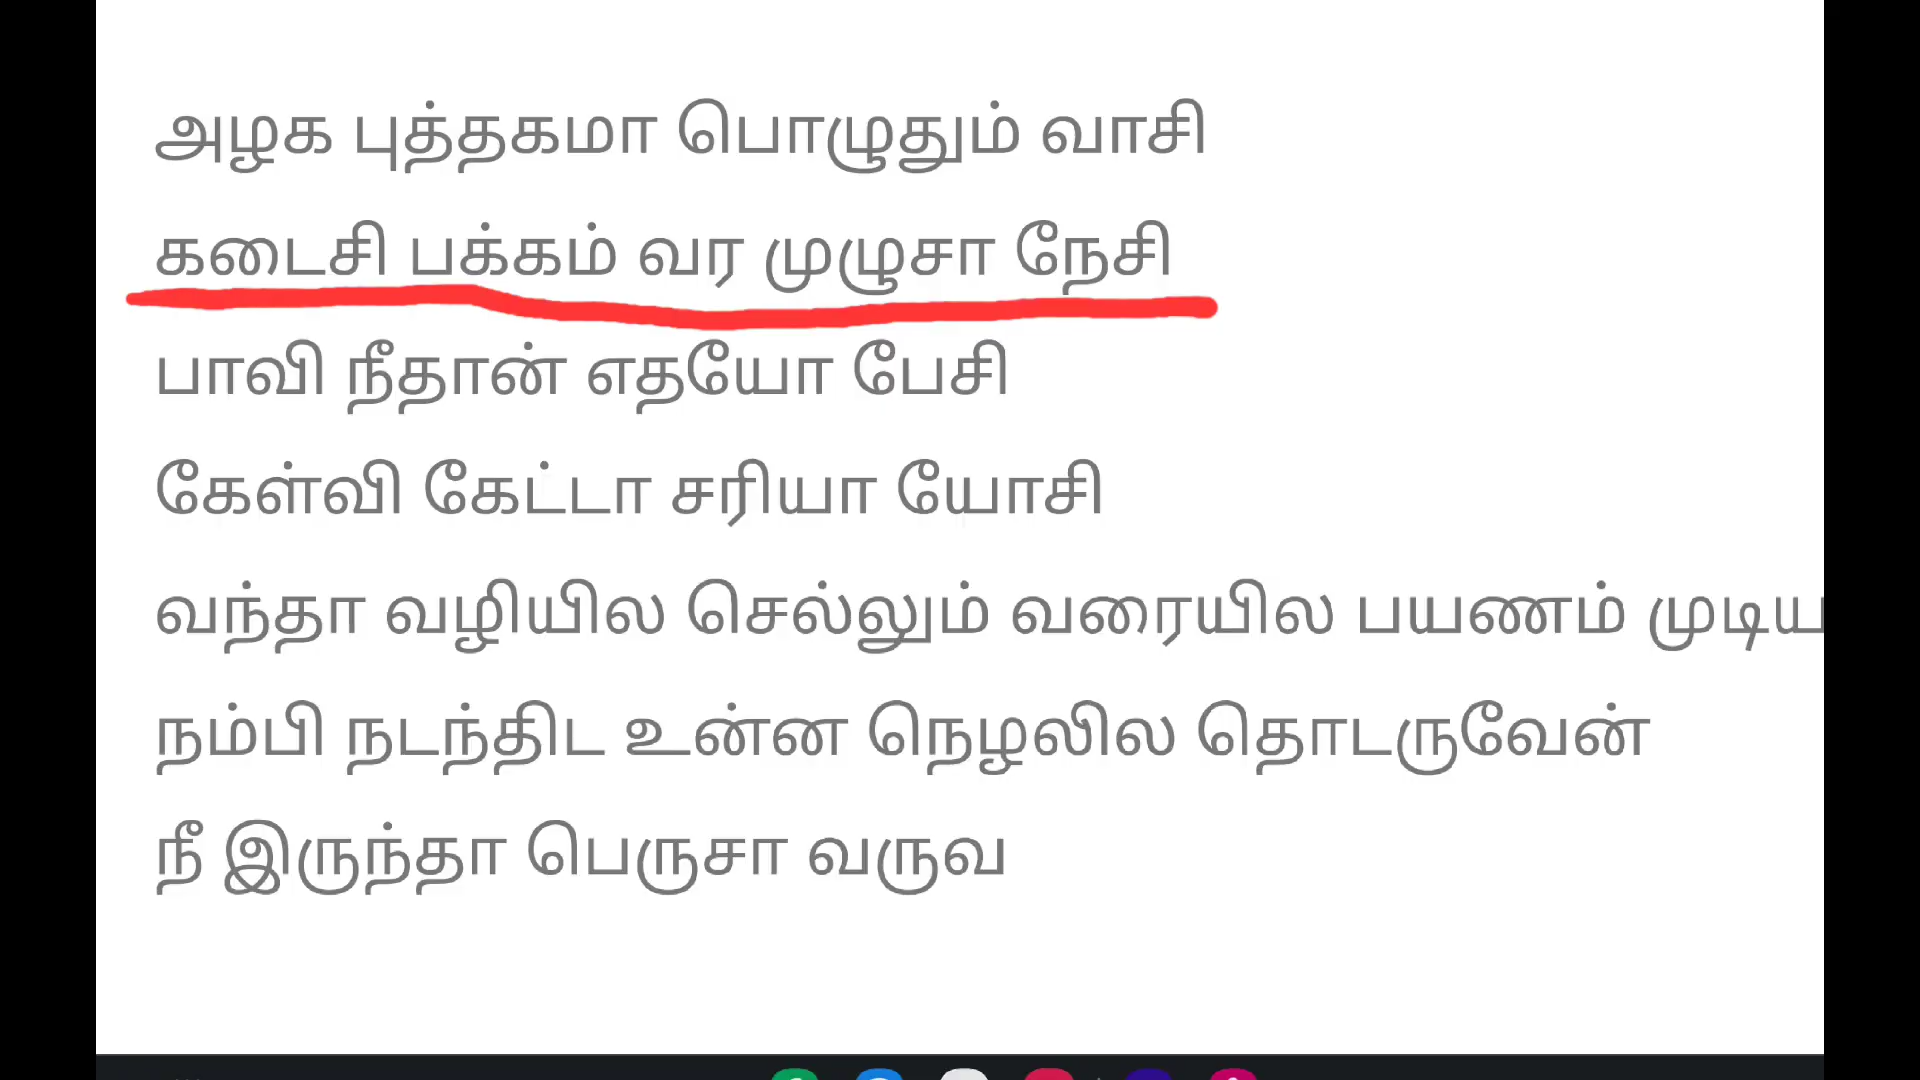 அழக புத்தகமா பொழுதும் வாசி
கடைசி பக்கம் வர முழுசா நேசி
பாவி நீதான் எதயோ பேசி
கேள்வி கேட்டா சரியா யோசி
வந்தா வழியில செல்லும் வரையில பயணம் முடிய
நம்பி நடந்திட உன்ன நெழலில தொடருவேன்
நீ இருந்தா பெருசா வருவ